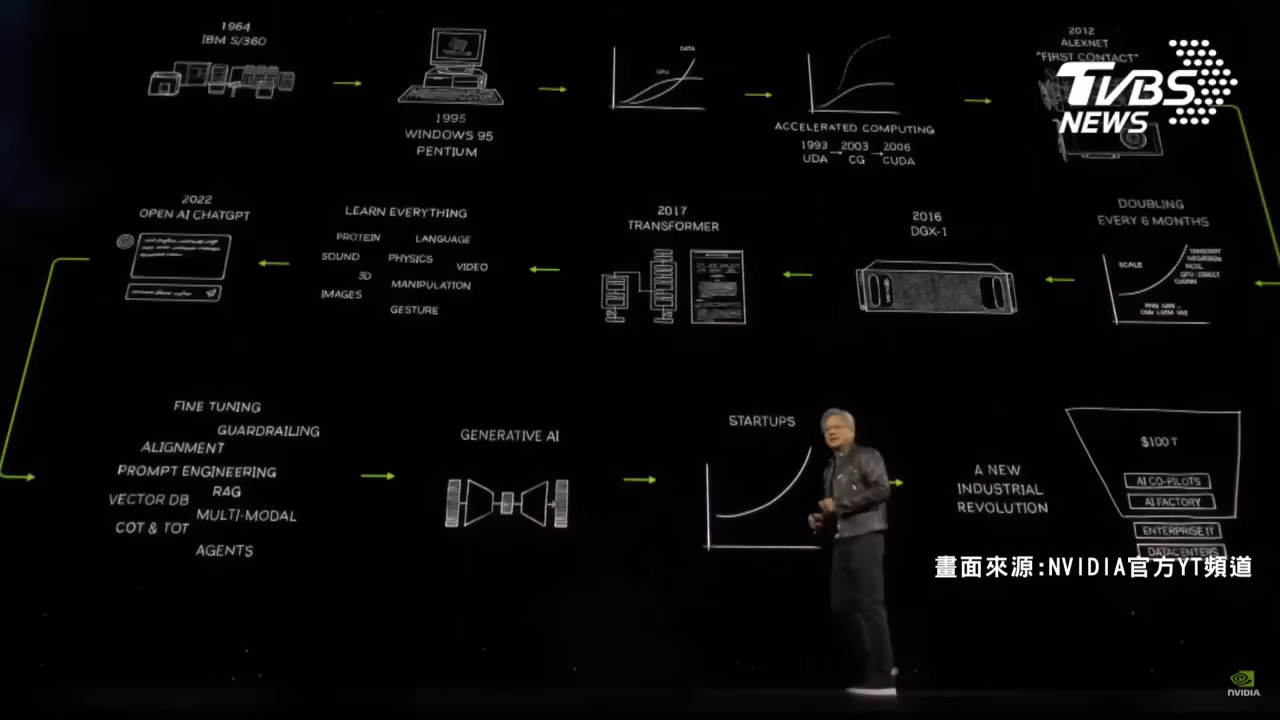 1964
IBM S/360
1995
WINDOWS 95
PENTIUM
DATA
CPU
ACCELERATED COMPUTING
1993 → 2003 → 2006
UDA CG CUDA
2012
ALEXNET
"FIRST CONTACT"
TVBS
NEWS
2022
OPEN AI CHATGPT
LEARN EVERYTHING
PROTEIN
LANGUAGE
SOUND
PHYSICS
VIDEO
3D
MANIPULATION
IMAGES
GESTURE
2017
TRANSFORMER
2016
DGX-1
DOUBLING
EVERY 6 MONTHS
SCALE
TRANSCRIPT
MEGATRON
NCCL
GPU-DIRECT
CUDNN
RNN GAN
CNN LSTM VAE
FINE TUNING
GUARDRAILING
ALIGNMENT
PROMPT ENGINEERING
RAG
VECTOR DB
MULTI-MODAL
COT & TOT
AGENTS
GENERATIVE AI
STARTUPS
A NEW
INDUSTRIAL
REVOLUTION
$100 T
AI CO-PILOTS
AI FACTORY
ENTERPRISE IT
DATACENTERS
畫面來源:NVIDIA官方YT頻道
NVIDIA